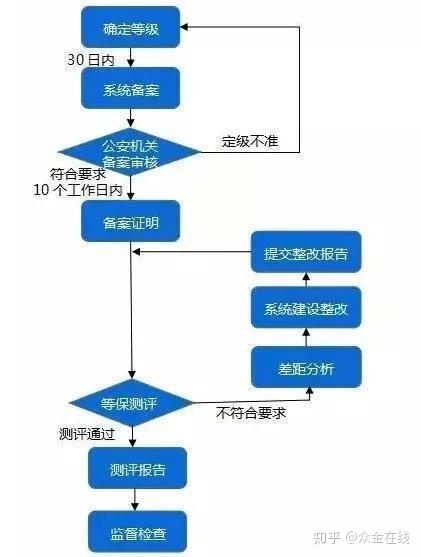 确定等级
30日内
系统备案
公安机关
备案审核
定级不准
符合要求
10个工作日内
备案证明
提交整改报告
系统建设整改
差距分析
等保测评
不符合要求
测评通过
测评报告
监督检查
知乎 @众金在线